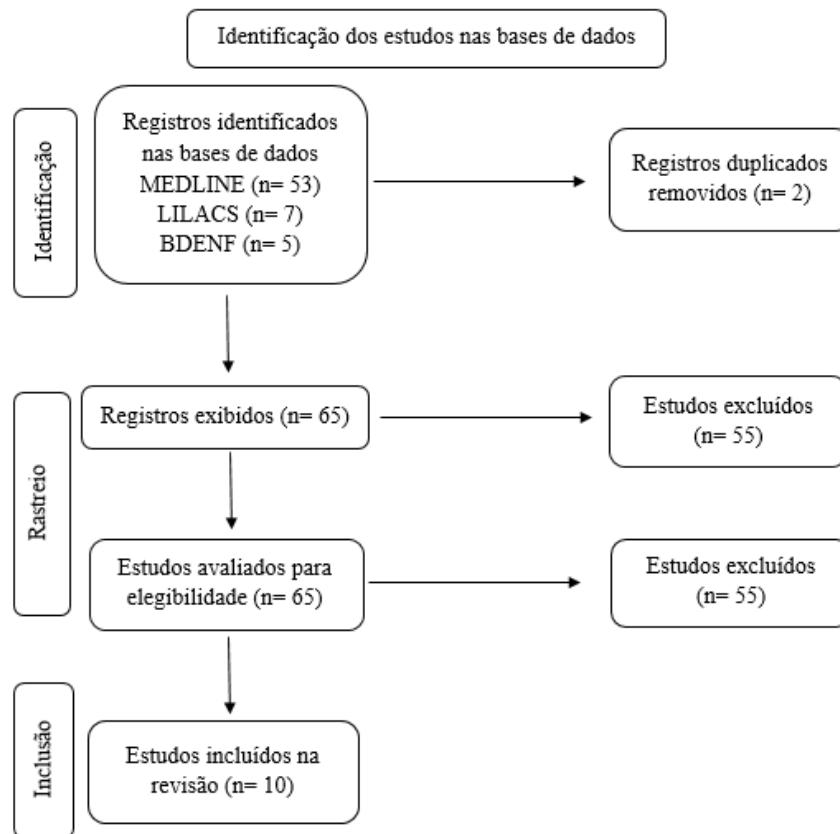 Identificação dos estudos nas bases de dados
Identificação
Registros identificados
nas bases de dados
MEDLINE (n= 53)
LILACS (n= 7)
BDENF (n= 5)
Registros duplicados
removidos (n= 2)
Rastreio
Registros exibidos (n= 65)
Estudos excluídos
(n= 55)
Estudos avaliados para
elegibilidade (n= 65)
Estudos excluídos
(n= 55)
Inclusão
Estudos incluídos na
revisão (n= 10)